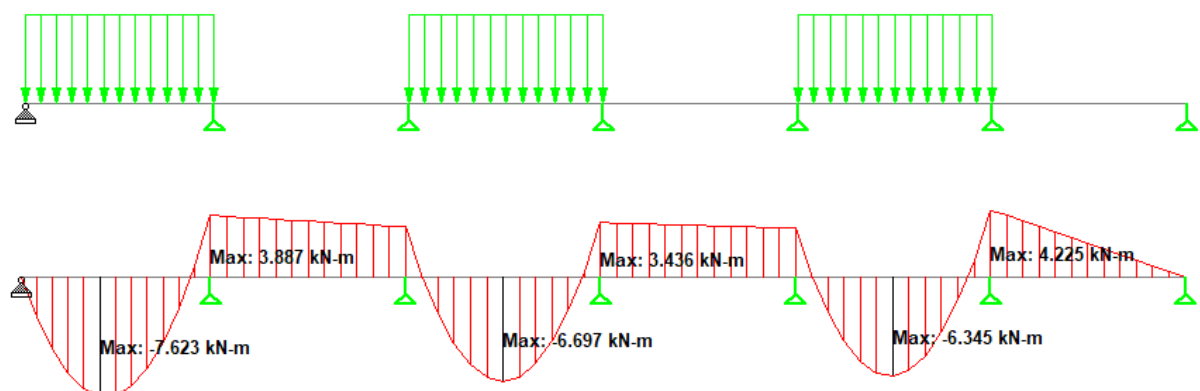 Max: 3.887 kN-m
Max: 3.436 kN-m
Max: 4.225 kN-m
Max: -7.623 kN-m
Max: -6.697 kN-m
Max: -6.345 kN-m